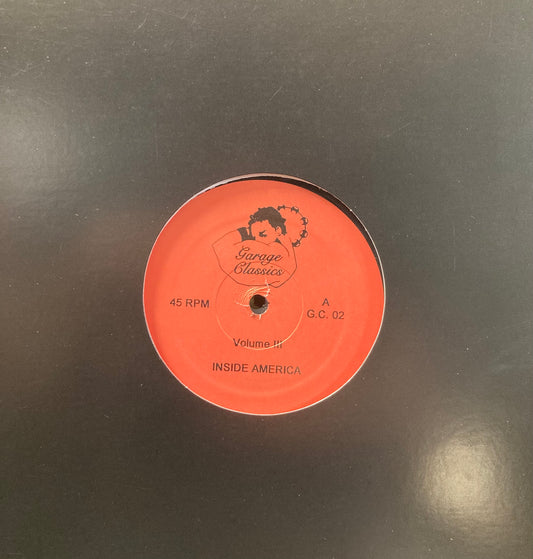 Garage
Classics
45 RPM
A
G.C. 02
Volume III
INSIDE AMERICA